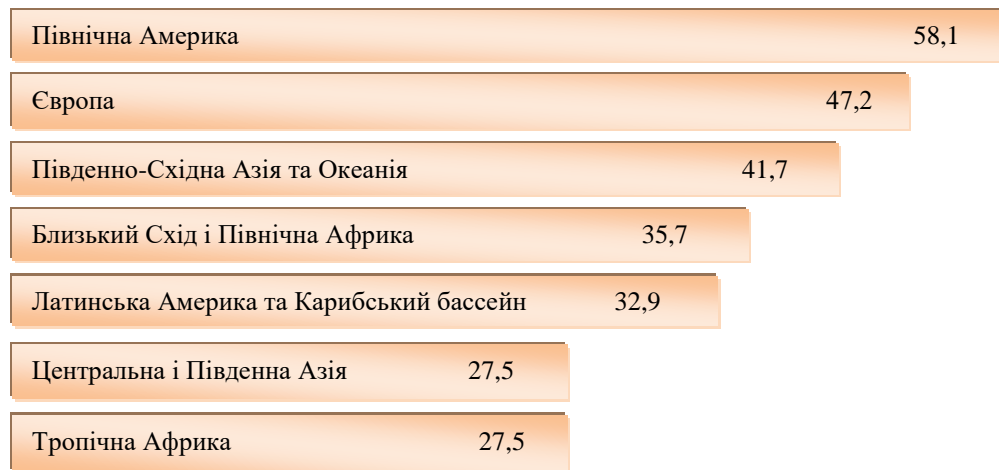 Північна Америка 58,1
Європа 47,2
Південно-Східна Азія та Океанія 41,7
Близький Схід і Північна Африка 35,7
Латинська Америка та Карибський бассейн 32,9
Центральна і Південна Азія 27,5
Тропічна Африка 27,5